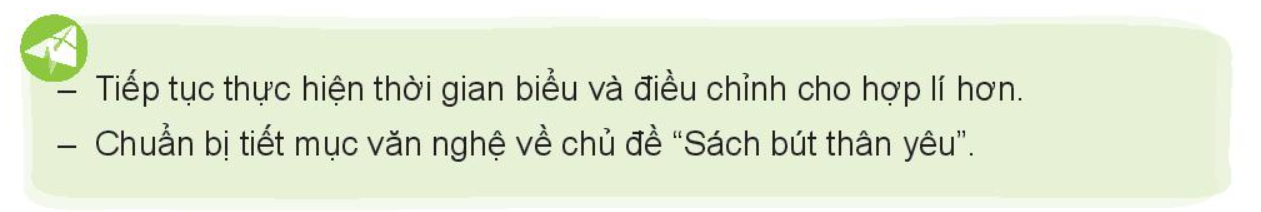 – Tiếp tục thực hiện thời gian biểu và điều chỉnh cho hợp lí hơn.
– Chuẩn bị tiết mục văn nghệ về chủ đề “Sách bút thân yêu”.